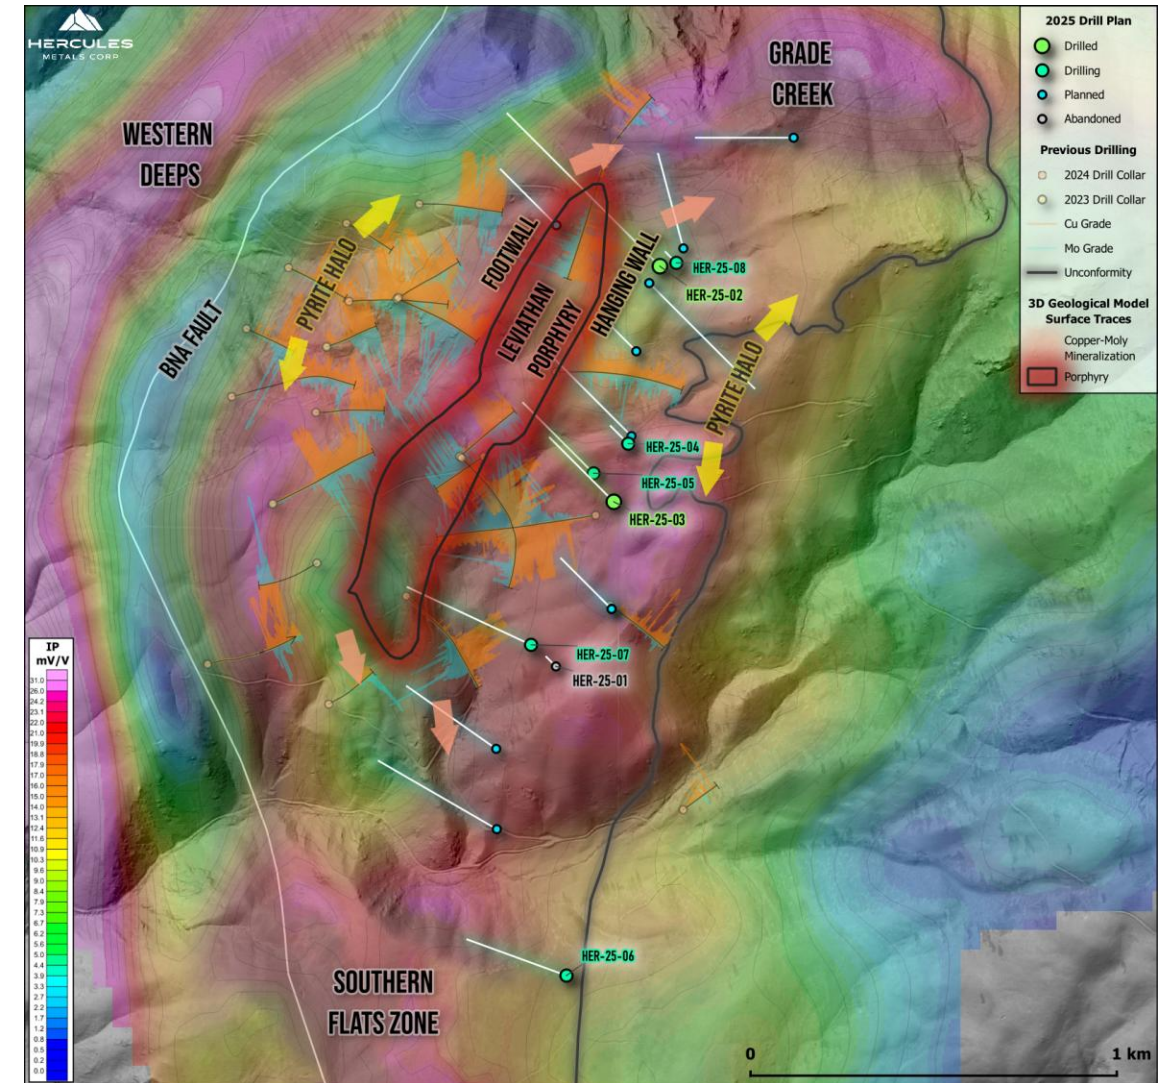 HERCULES
METALS CORP
WESTERN
DEEPS
GRADE
CREEK
2025 Drill Plan
Drilled
Drilling
Planned
Abandoned
Previous Drilling
2024 Drill Collar
2023 Drill Collar
Cu Grade
Mo Grade
Unconformity
3D Geological Model
Surface Traces
Copper-Moly
Mineralization
Porphyry
PYRITE HALO
FOOTWALL
HANGING WALL
LEVIATHAN
PORPHYRY
BNA FAULT
PYRITE HALO
HER-25-08
HER-25-02
HER-25-04
HER-25-05
HER-25-03
HER-25-07
HER-25-01
HER-25-06
SOUTHERN
FLATS ZONE
IP
mV/V
31.0
26.0
24.2
23.1
22.0
21.0
19.9
18.8
17.9
17.0
16.0
15.0
14.0
13.1
12.4
11.6
10.9
10.3
9.6
9.0
8.4
7.9
7.3
6.7
6.2
5.6
5.0
4.4
3.9
3.3
2.7
2.2
1.7
1.2
0.8
0.5
0.2
0.0
0
1 km